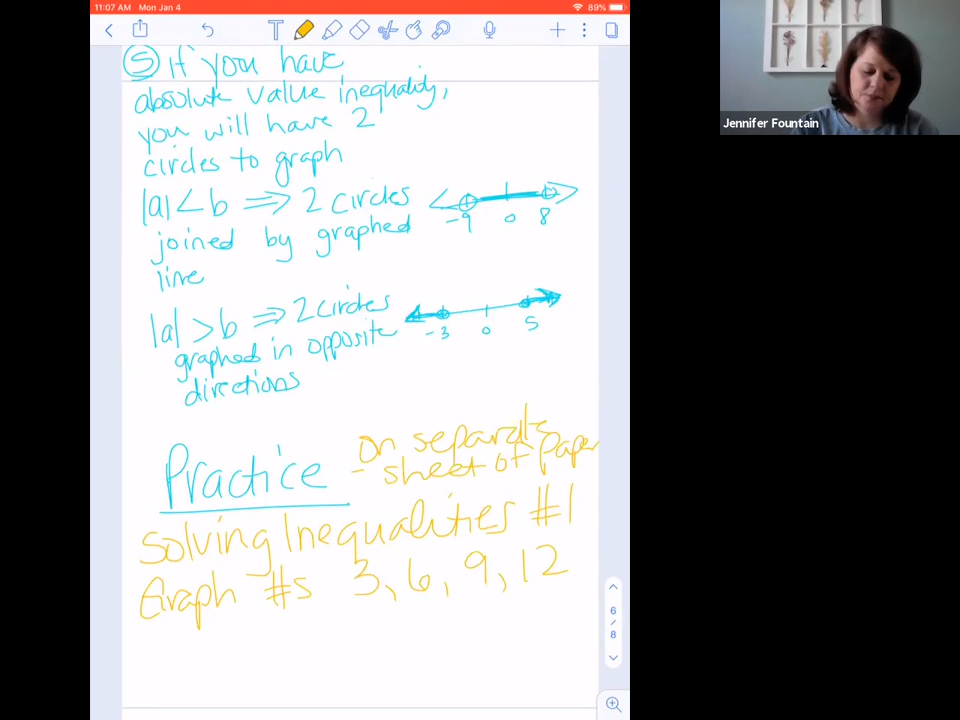 11:07 AM Mon Jan 4
89%
T
⑤ If you have
absolute value inequality,
you will have 2
circles to graph
|a| < b ⟹ 2 circles
joined by graphed
line
-9 0 8
|a| > b ⟹ 2 circles
graphed in opposite
directions
-3 0 5
Practice - on separate
sheet of paper
Solving Inequalities #1
Graph #s 3, 6, 9, 12
6
/
8
Jennifer Fountain